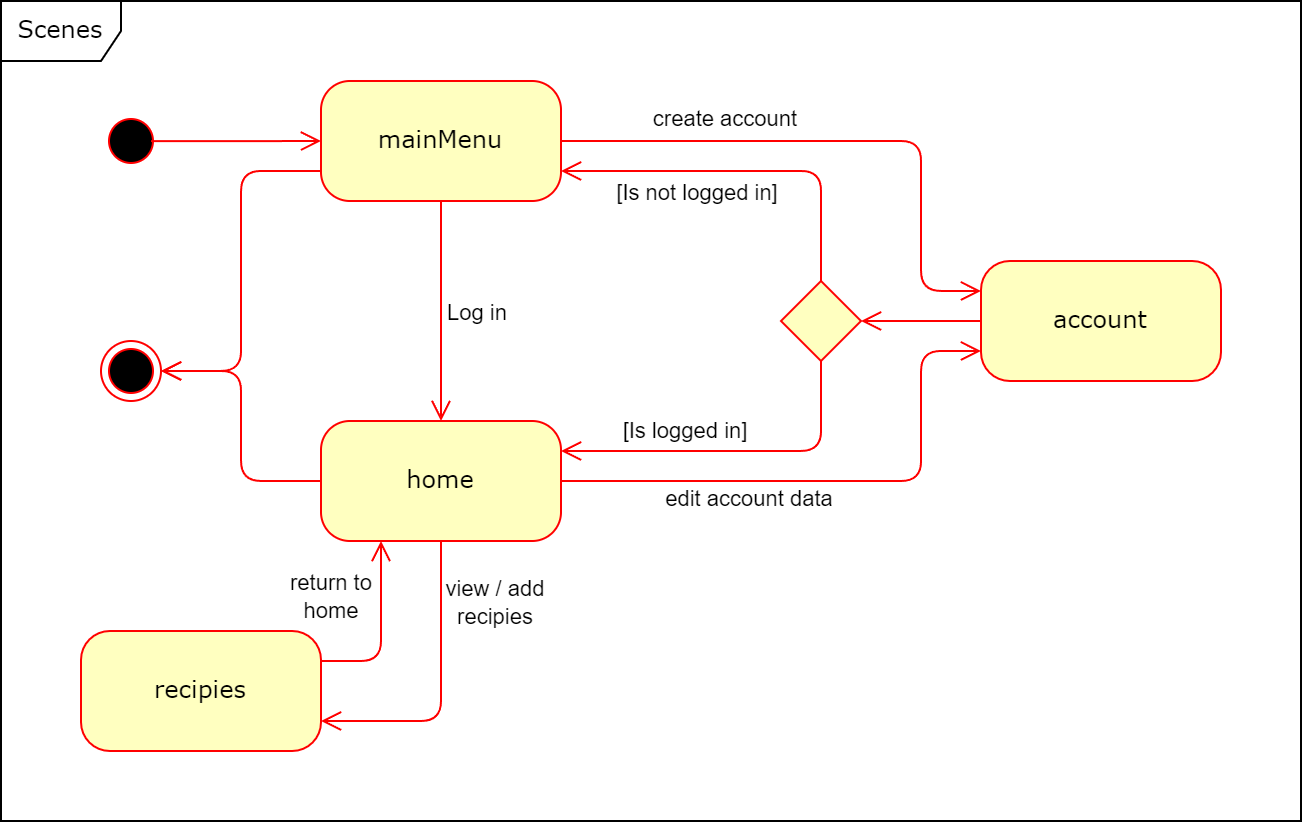 Scenes
mainMenu
create account
[Is not logged in]
Log in
account
[Is logged in]
home
edit account data
return to
home
view / add
recipies
recipies